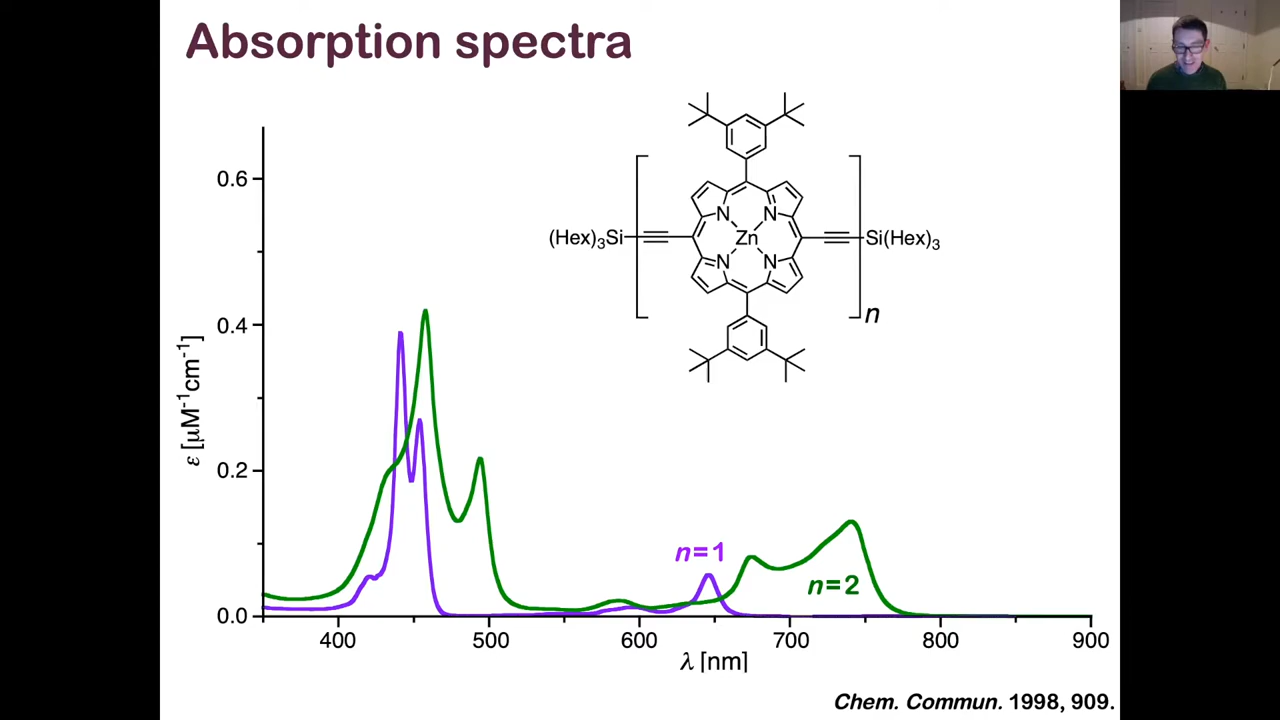 Absorption spectra
(Hex)₃Si
N
N
Zn
N
N
Si(Hex)₃
n
ε [μM⁻¹cm⁻¹]
0.6
0.4
0.2
0.0
n=1
n=2
400 500 600 700 800 900
λ [nm]
Chem. Commun. 1998, 909.